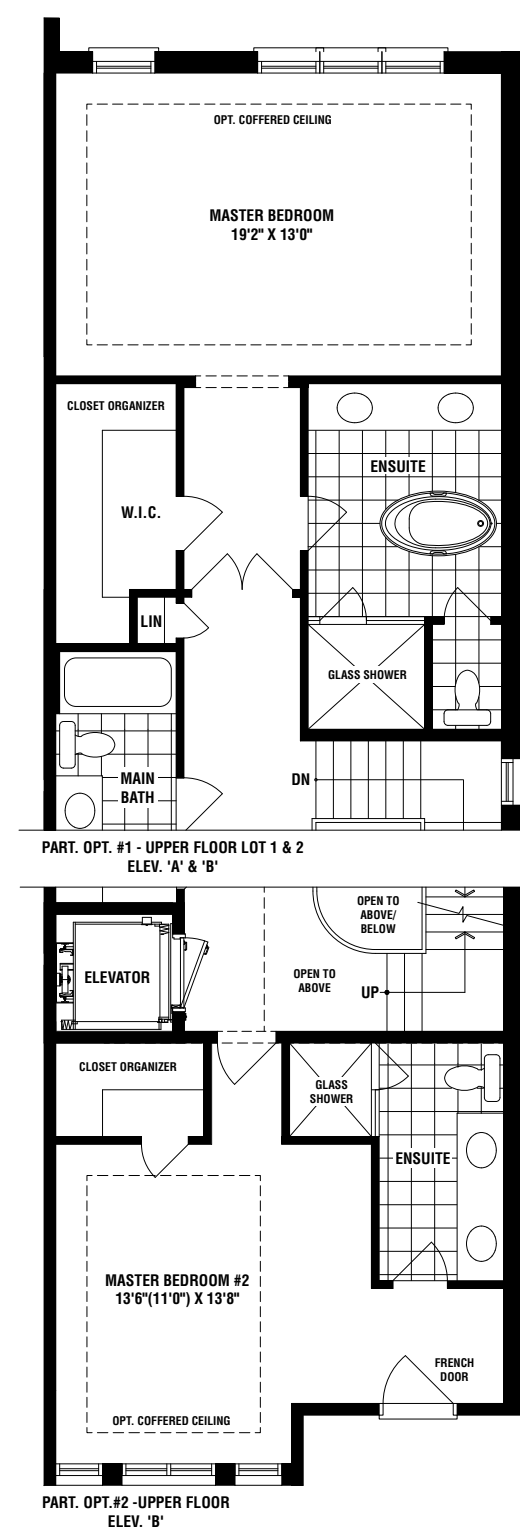 OPT. COFFERED CEILING
MASTER BEDROOM
19'2" X 13'0"
CLOSET ORGANIZER
ENSUITE
W.I.C.
LIN
GLASS SHOWER
MAIN
BATH
DN
PART. OPT. #1 - UPPER FLOOR LOT 1 & 2
ELEV. 'A' & 'B'
OPEN TO
ABOVE/
BELOW
ELEVATOR
OPEN TO
ABOVE
UP
CLOSET ORGANIZER
GLASS
SHOWER
ENSUITE
MASTER BEDROOM #2
13'6"(11'0") X 13'8"
FRENCH
DOOR
OPT. COFFERED CEILING
PART. OPT.#2 -UPPER FLOOR
ELEV. 'B'